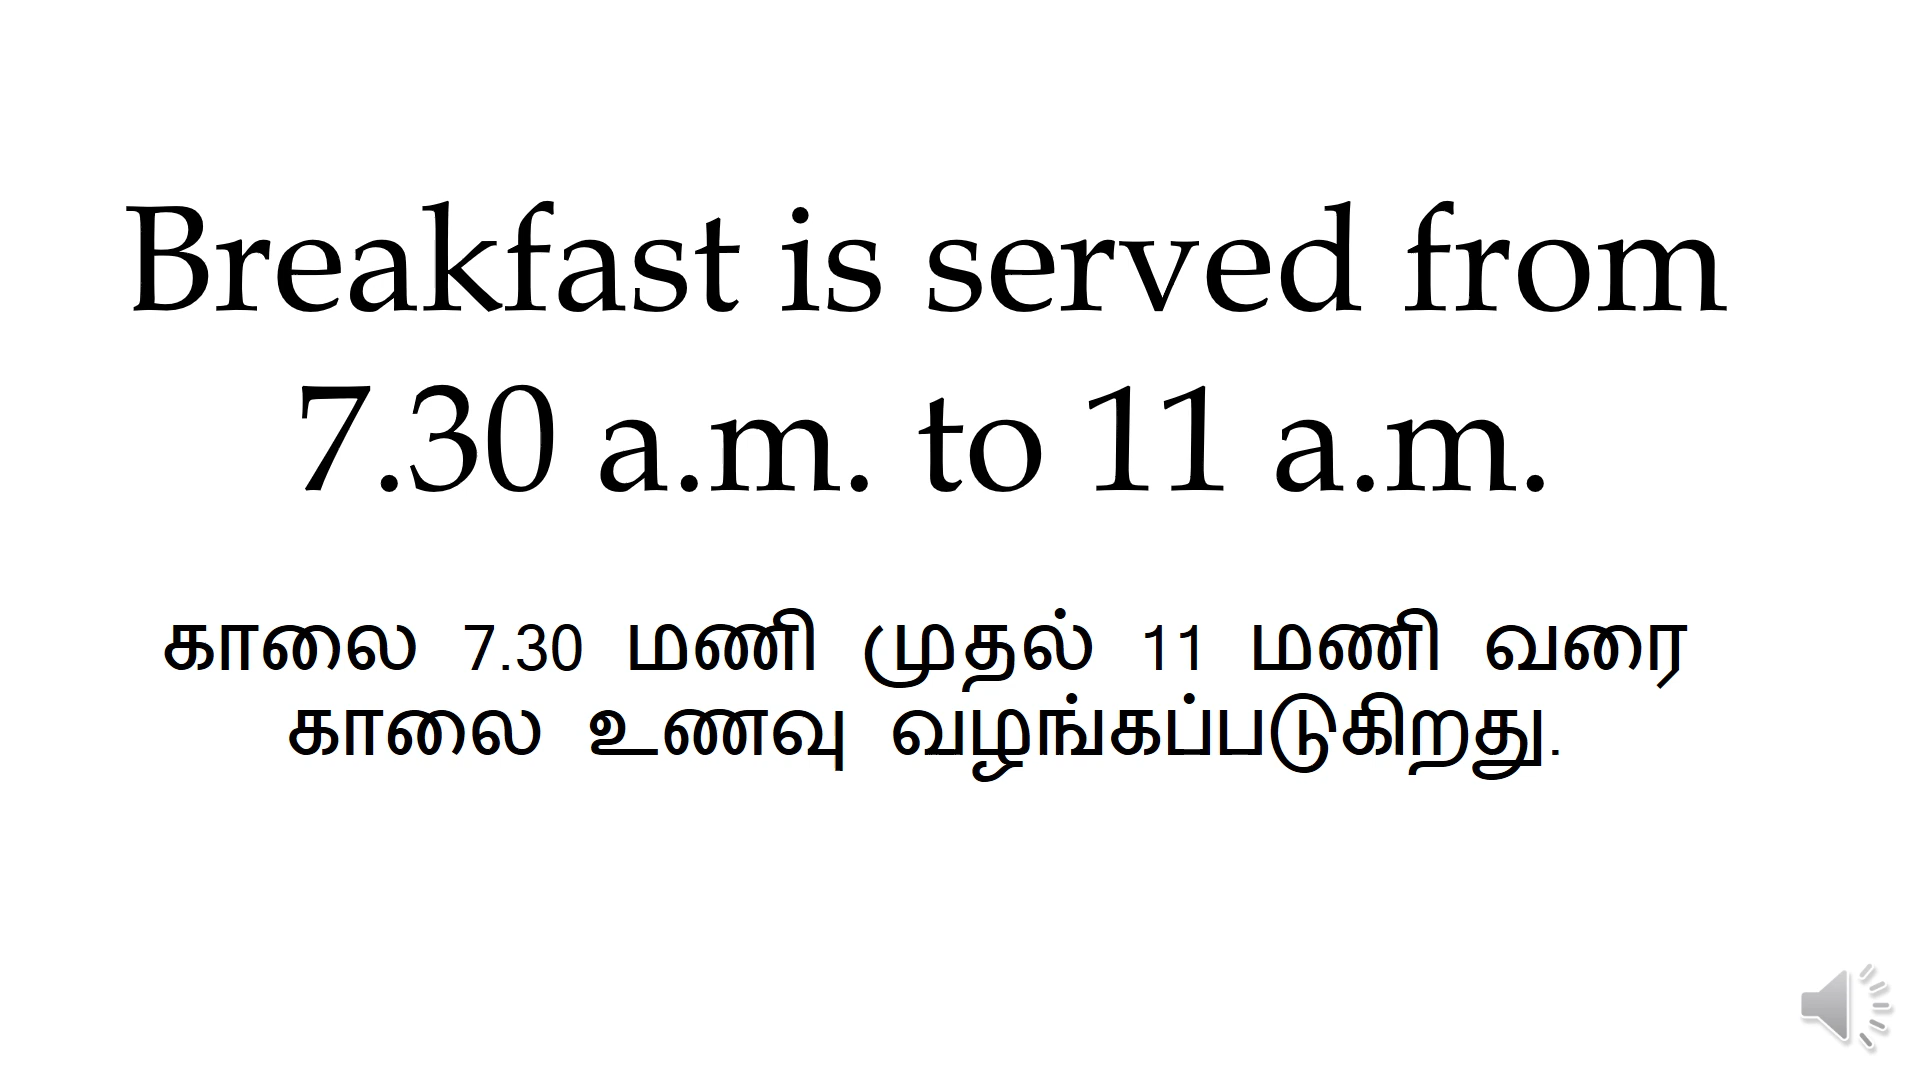 Breakfast is served from
7.30 a.m. to 11 a.m.
காலை 7.30 மணி முதல் 11 மணி வரை
காலை உணவு வழங்கப்படுகிறது.